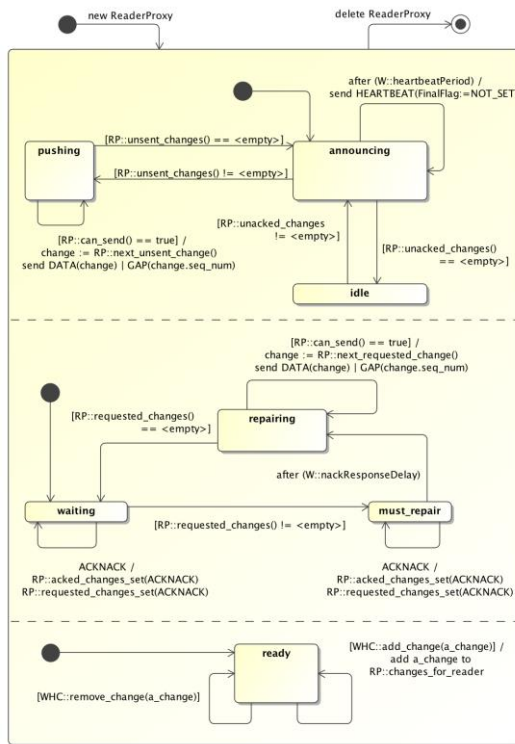 new ReaderProxy
delete ReaderProxy
after (W::heartbeatPeriod) /
send HEARTBEAT(FinalFlag:=NOT_SET
[RP::unsent_changes() == <empty>]
pushing
announcing
[RP::unsent_changes() != <empty>]
[RP::can_send() == true] /
change := RP::next_unsent_change()
send DATA(change) | GAP(change.seq_num)
[RP::unacked_changes
!= <empty>]
[RP::unacked_changes()
== <empty>]
idle
[RP::can_send() == true] /
change := RP::next_requested_change()
send DATA(change) | GAP(change.seq_num)
[RP::requested_changes()
== <empty>]
repairing
after (W::nackResponseDelay)
waiting
must_repair
[RP::requested_changes() != <empty>]
ACKNACK /
RP::acked_changes_set(ACKNACK)
RP::requested_changes_set(ACKNACK)
ACKNACK /
RP::acked_changes_set(ACKNACK)
RP::requested_changes_set(ACKNACK)
ready
[WHC::add_change(a_change)] /
add a_change to
RP::changes_for_reader
[WHC::remove_change(a_change)]